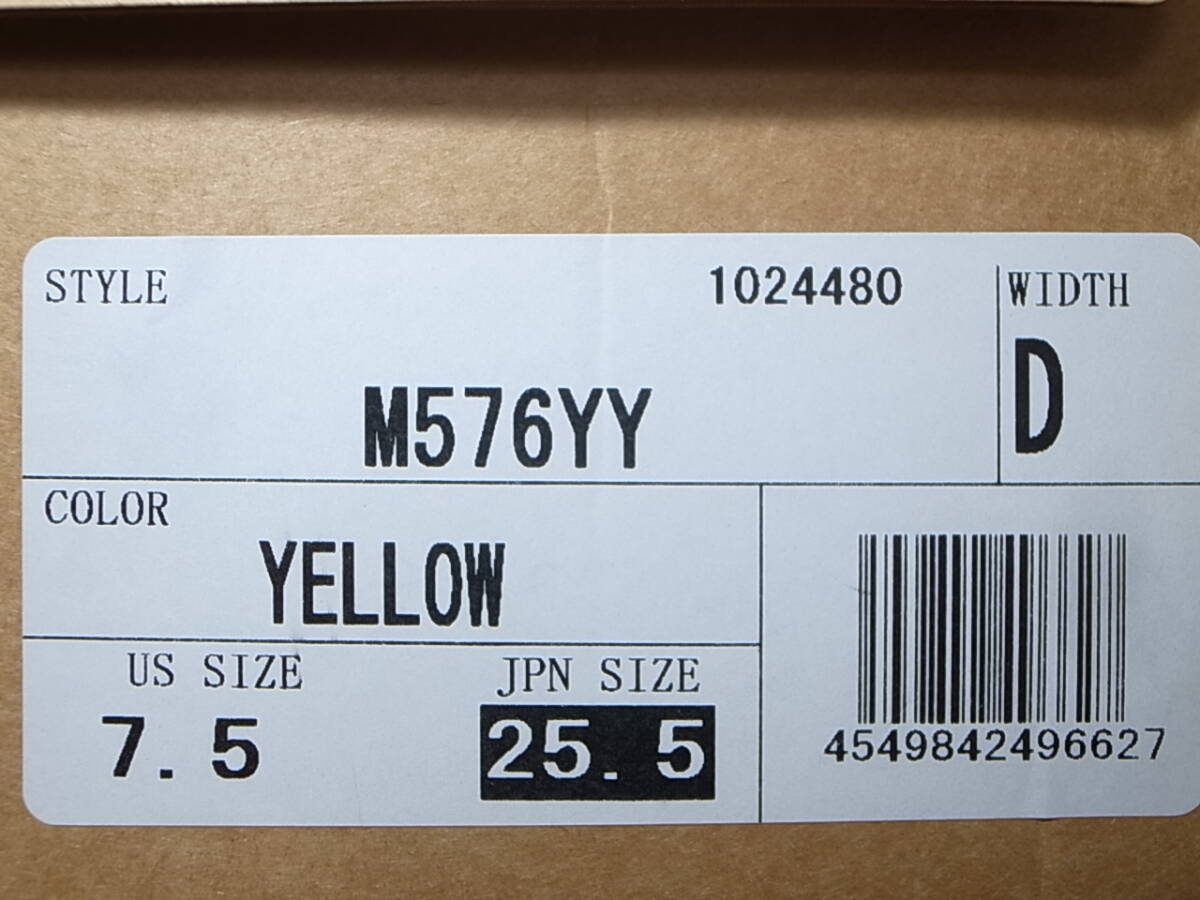 STYLE 1024480 WIDTH
M576YY D
COLOR
YELLOW
US SIZE JPN SIZE
7.5 25.5
4549842496627